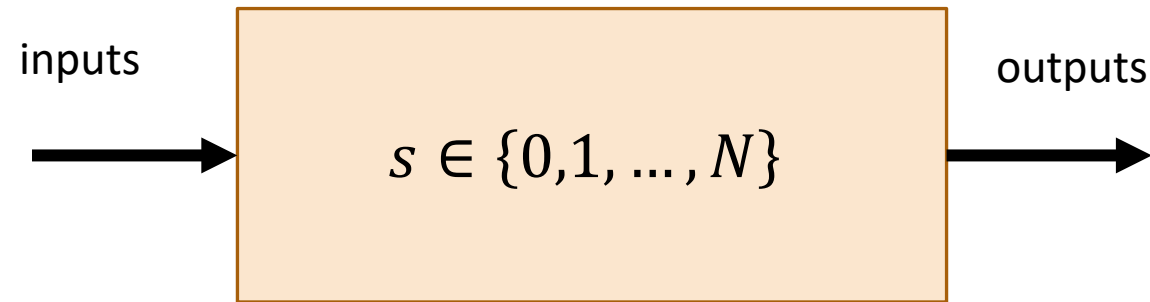 inputs
outputs
s ∈ {0,1, … , N}